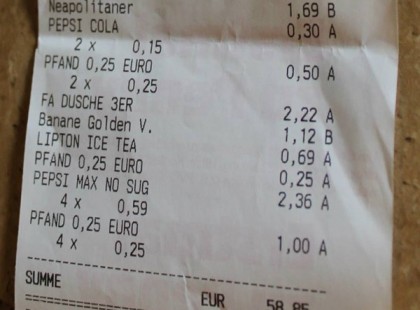 Neapolitaner 1,69 B
PEPSI COLA 0,30 A
2 x 0,15
PFAND 0,25 EURO 0,50 A
2 x 0,25
FA DUSCHE 3ER 2,22 A
Banane Golden V. 1,12 B
LIPTON ICE TEA 0,69 A
PFAND 0,25 EURO 0,25 A
PEPSI MAX NO SUG 2,36 A
4 x 0,59
PFAND 0,25 EURO 1,00 A
4 x 0,25
SUMME
EUR 58,85